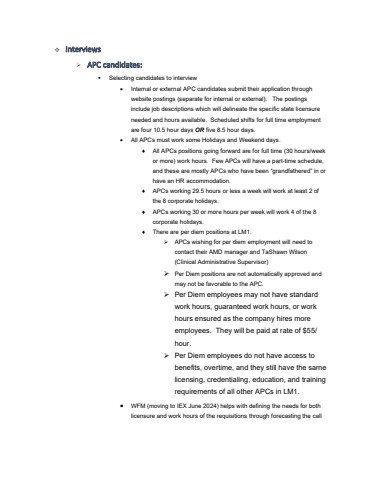 Interviews
APC candidates:
Selecting candidates to interview
Internal or external APC candidates submit their application through
website postings (separate for internal or external). The postings
include job descriptions which will delineate the specific state licensure
needed and hours available. Scheduled shifts for full time employment
are four 10.5 hour days OR five 8.5 hour days.
All APCs must work some Holidays and Weekend days.
All APCs positions going forward are for full time (30 hours/week
or more) work hours. Few APCs will have a part-time schedule,
and these are mostly APCs who have been "grandfathered" in or
have an HR accommodation.
APCs working 29.5 hours or less a week will work at least 2 of
the 8 corporate holidays.
APCs working 30 or more hours per week will work 4 of the 8
corporate holidays.
There are per diem positions at LM1.
APCs wishing for per diem employment will need to
contact their AMD manager and TaShawn Wilson
(Clinical Administrative Supervisor)
Per Diem positions are not automatically approved and
may not be favorable to the APC.
Per Diem employees may not have standard
work hours, guaranteed work hours, or work
hours ensured as the company hires more
employees. They will be paid at rate of $55/
hour.
Per Diem employees do not have access to
benefits, overtime, and they still have the same
licensing, credentialing, education, and training
requirements of all other APCs in LM1.
WFM (moving to IEX June 2024) helps with defining the needs for both
licensure and work hours of the requisitions through forecasting the call